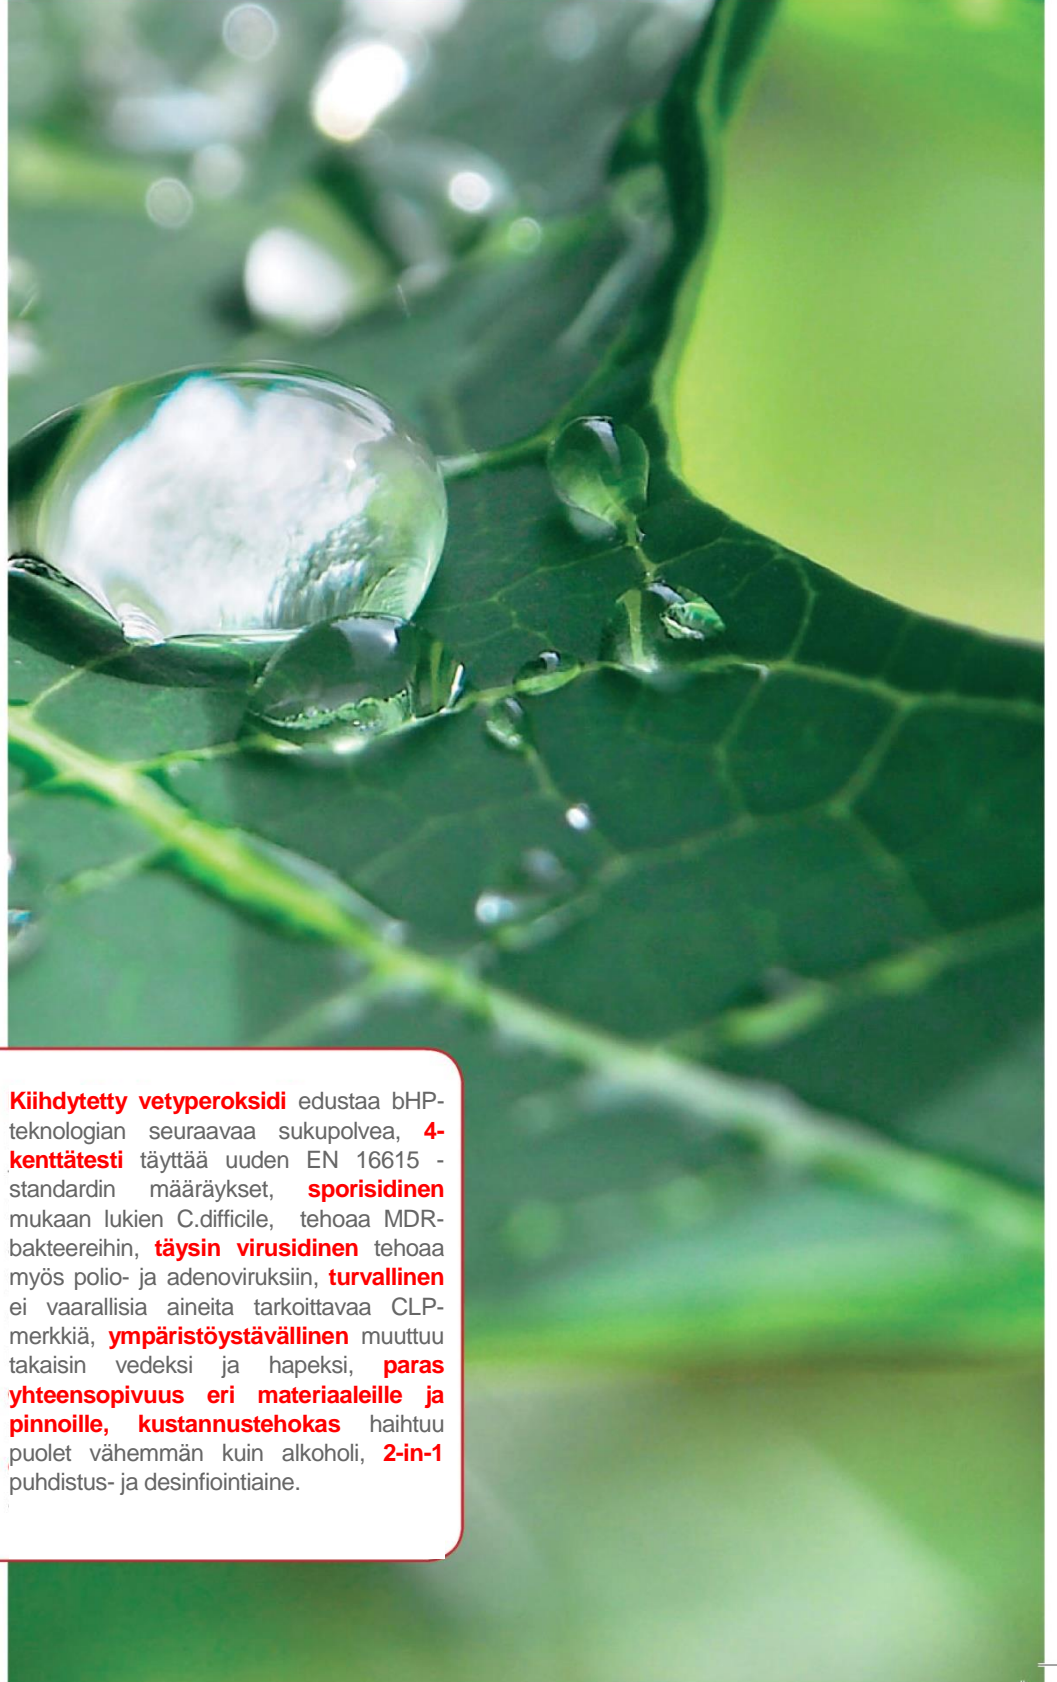 Kiihdytetty vetyperoksidi edustaa bHP-
teknologian seuraavaa sukupolvea, 4-
kenttätesti täyttää uuden EN 16615 -
standardin määräykset, sporisidinen
mukaan lukien C.difficile, tehoaa MDR-
bakteereihin, täysin virusidinen tehoaa
myös polio- ja adenoviruksiin, turvallinen
ei vaarallisia aineita tarkoittavaa CLP-
merkkiä, ympäristöystävällinen muuttuu
takaisin vedeksi ja hapeksi, paras
yhteensopivuus eri materiaaleille ja
pinnoille, kustannustehokas haihtuu
puolet vähemmän kuin alkoholi, 2-in-1
puhdistus- ja desinfiointiaine.